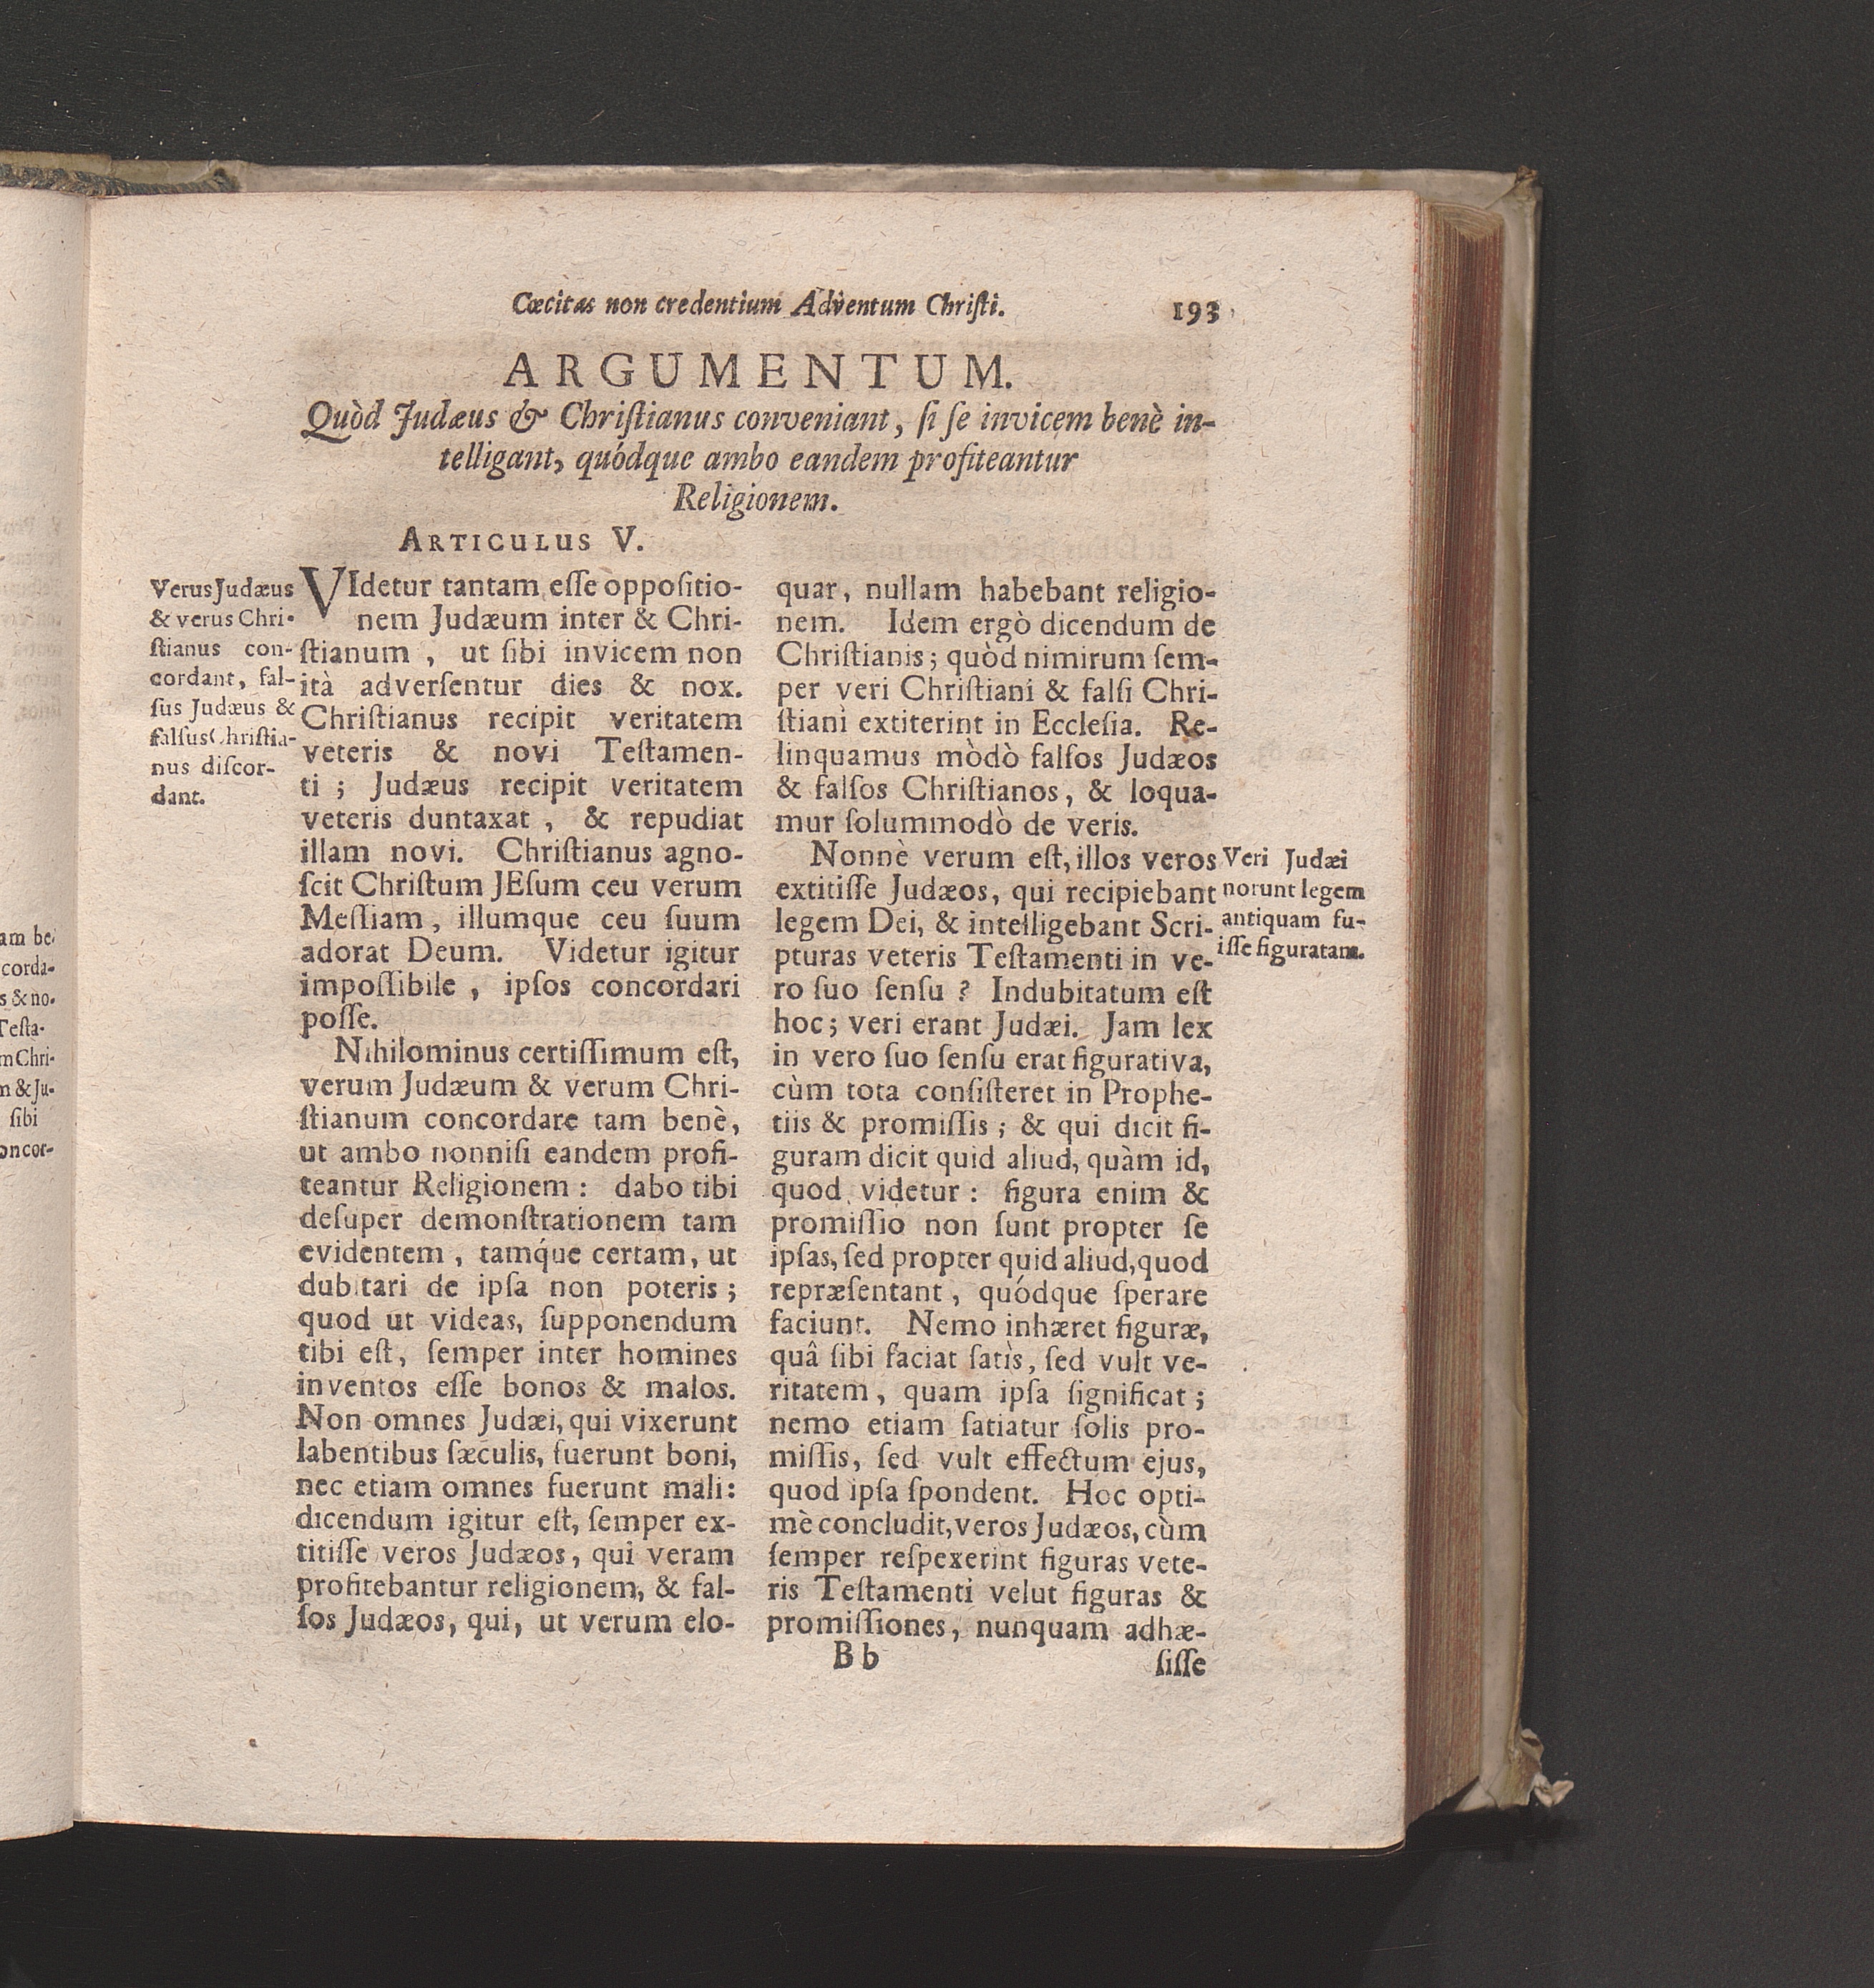 am be
corda-
s & no-
Testa-
m Chri-
n & Ju-
sibi
oncor-
Cœcitas non credentium Adventum Christi.
193
ARGUMENTUM.
Quòd Judæus & Christianus conveniant, si se invicem benè in-
telligant, quódque ambo eandem profiteantur
Religionem.
ARTICULUS V.
Verus Judæus
& verus Chri-
ſtianus con-
cordant, fal-
ſus Judæus &
falſus Chriſtia-
nus diſcor-
dant.
VIdetur tantam eſſe oppoſitio-
nem Judæum inter & Chri-
ſtianum, ut ſibi invicem non
ità adverſentur dies & nox.
Chriſtianus recipit veritatem
veteris & novi Teſtamen-
ti; Judæus recipit veritatem
veteris duntaxat, & repudiat
illam novi. Chriſtianus agno-
ſcit Chriſtum JEſum ceu verum
Meſſiam, illumque ceu ſuum
adorat Deum. Videtur igitur
impoſſibile, ipſos concordari
poſſe.
Nihilominus certiſſimum eſt,
verum Judæum & verum Chri-
ſtianum concordare tam benè,
ut ambo nonniſi eandem profi-
teantur Religionem: dabo tibi
deſuper demonſtrationem tam
evidentem, tamq́ue certam, ut
dubitari de ipſa non poteris;
quod ut videas, ſupponendum
tibi eſt, ſemper inter homines
inventos eſſe bonos & malos.
Non omnes Judæi, qui vixerunt
labentibus ſæculis, fuerunt boni,
nec etiam omnes fuerunt mali:
dicendum igitur eſt, ſemper ex-
titiſſe veros Judæos, qui veram
profitebantur religionem, & fal-
ſos Judæos, qui, ut verum elo-
quar, nullam habebant religio-
nem. Idem ergò dicendum de
Chriſtianis; quòd nimirum ſem-
per veri Chriſtiani & falſi Chri-
ſtiani extiterint in Eccleſia. Re-
linquamus mòdò falſos Judæos
& falſos Chriſtianos, & loqua-
mur ſolummodò de veris.
Nonnè verum eſt, illos veros
extitiſſe Judæos, qui recipiebant
legem Dei, & intelligebant Scri-
pturas veteris Teſtamenti in ve-
ro ſuo ſenſu? Indubitatum eſt
hoc; veri erant Judæi. Jam lex
in vero ſuo ſenſu erat figurativa,
cùm tota conſiſteret in Prophe-
tiis & promiſſis; & qui dicit fi-
guram dicit quid aliud, quàm id,
quod videtur: figura enim &
promiſſio non ſunt propter ſe
ipſas, ſed propter quid aliud, quod
repræſentant, quódque ſperare
faciunt. Nemo inhæret figuræ,
quâ ſibi faciat ſatìs, ſed vult ve-
ritatem, quam ipſa ſignificat;
nemo etiam ſatiatur ſolis pro-
miſſis, ſed vult effectum ejus,
quod ipſa ſpondent. Hoc opti-
mè concludit, veros Judæos, cùm
ſemper reſpexerint figuras vete-
ris Teſtamenti velut figuras &
promiſſiones, nunquam adhæ-
Veri Judæi
norunt legem
antiquam fu-
iſſe figuratam.
Bb
ſiſſe